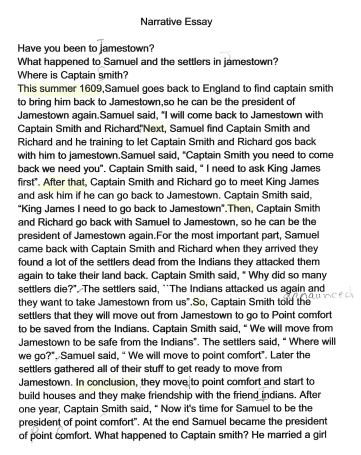 Narrative Essay
Have you been to jamestown?
What happened to Samuel and the settlers in jamestown?
Where is Captain smith?
This summer 1609,Samuel goes back to England to find captain smith
to bring him back to Jamestown,so he can be the president of
Jamestown again.Samuel said, "I will come back to Jamestown with
Captain Smith and Richard."Next, Samuel find Captain Smith and
Richard and he training to let Captain Smith and Richard gos back
with him to jamestown.Samuel said, "Captain Smith you need to come
back we need you". Captain Smith said, " I need to ask King James
first". After that, Captain Smith and Richard go to meet King James
and ask him if he can go back to Jamestown. Captain Smith said,
"King James I need to go back to Jamestown".Then, Captain Smith
and Richard go back with Samuel to Jamestown, so he can be the
president of Jamestown again.For the most important part, Samuel
came back with Captain Smith and Richard when they arrived they
found a lot of the settlers dead from the Indians they attacked them
again to take their land back. Captain Smith said, " Why did so many
settlers die?". The settlers said, ``The Indians attacked us again and
they want to take Jamestown from us".So, Captain Smith told the
announced
settlers that they will move out from Jamestown to go to Point comfort
to be saved from the Indians. Captain Smith said, " We will move from
Jamestown to be safe from the Indians". The settlers said, " Where will
we go?". Samuel said, " We will move to point comfort". Later the
settlers gathered all of their stuff to get ready to move from
Jamestown. In conclusion, they move to point comfort and start to
build houses and they make friendship with the friend indians. After
one year, Captain Smith said, " Now it's time for Samuel to be the
president of point comfort". At the end Samuel became the president
of point comfort. What happened to Captain smith? He married a girl